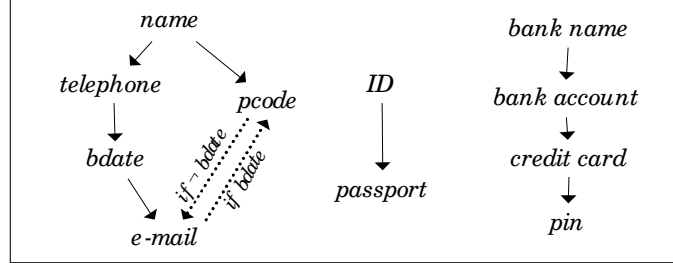 name
telephone
pcode
bdate
e-mail
if ¬ bdate
if bdate
ID
passport
bank name
bank account
credit card
pin